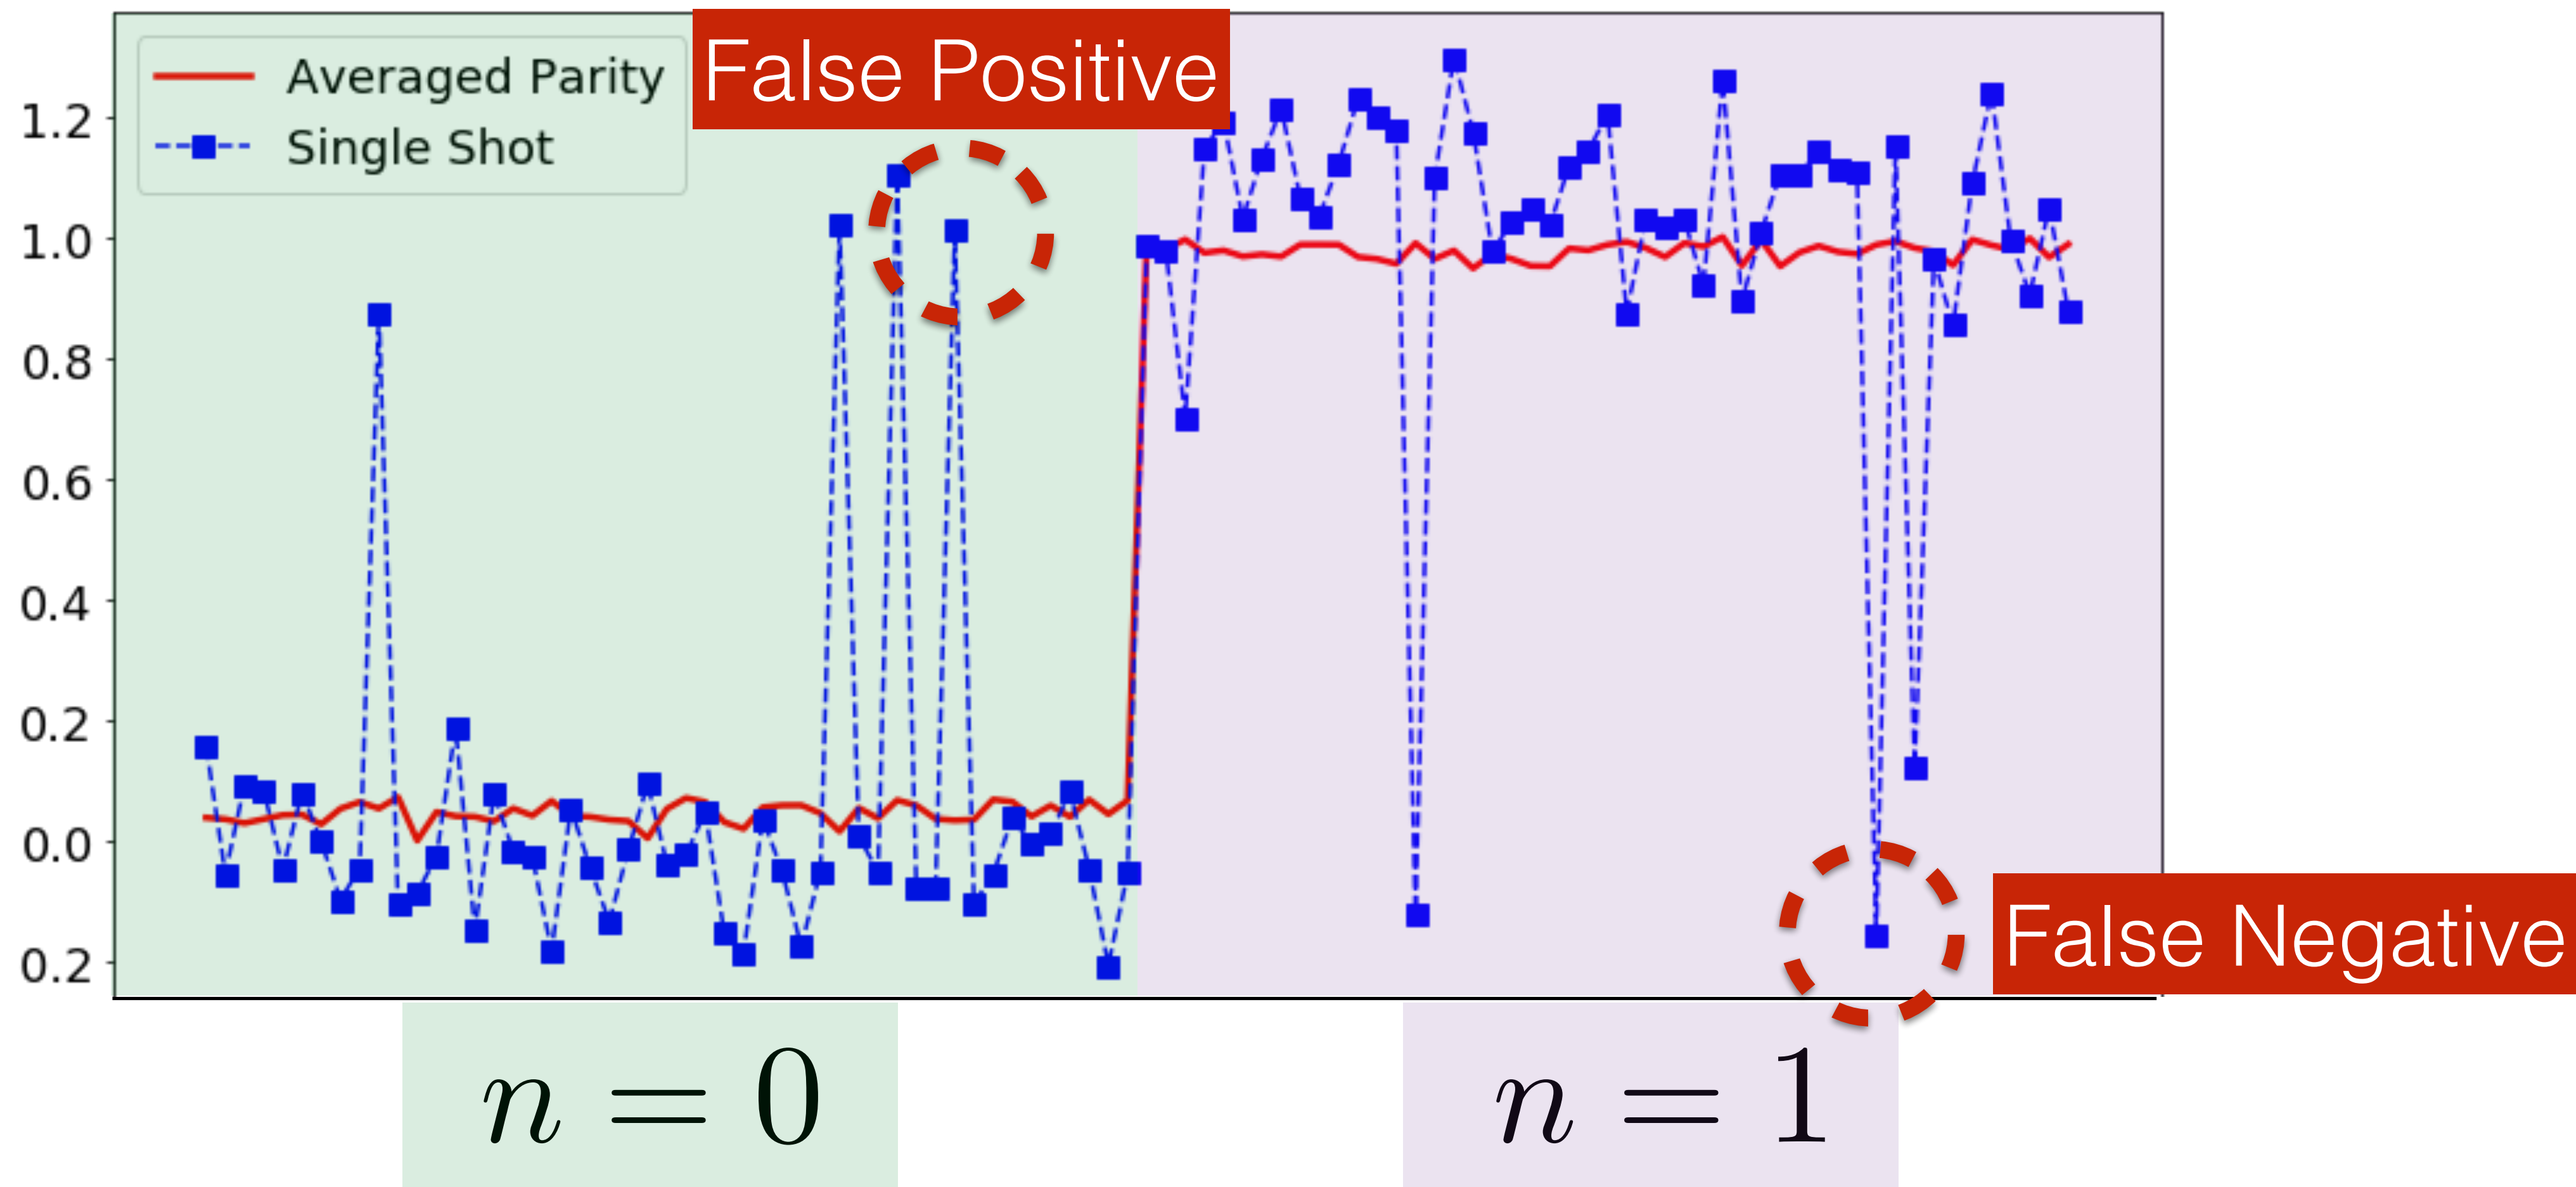 False Positive
Averaged Parity
Single Shot
1.2
1.0
0.8
0.6
0.4
0.2
0.0
0.2
False Negative
n = 0
n = 1